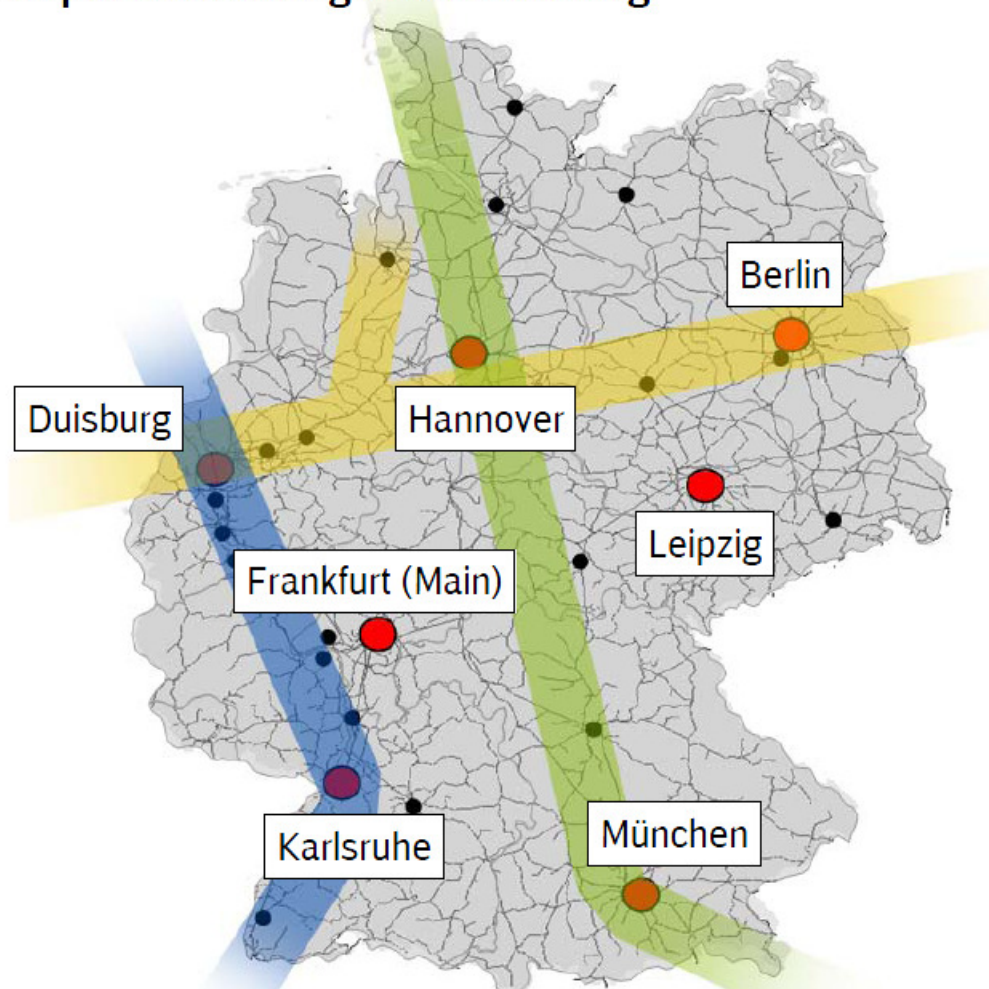 Berlin
Duisburg
Hannover
Leipzig
Frankfurt (Main)
München
Karlsruhe